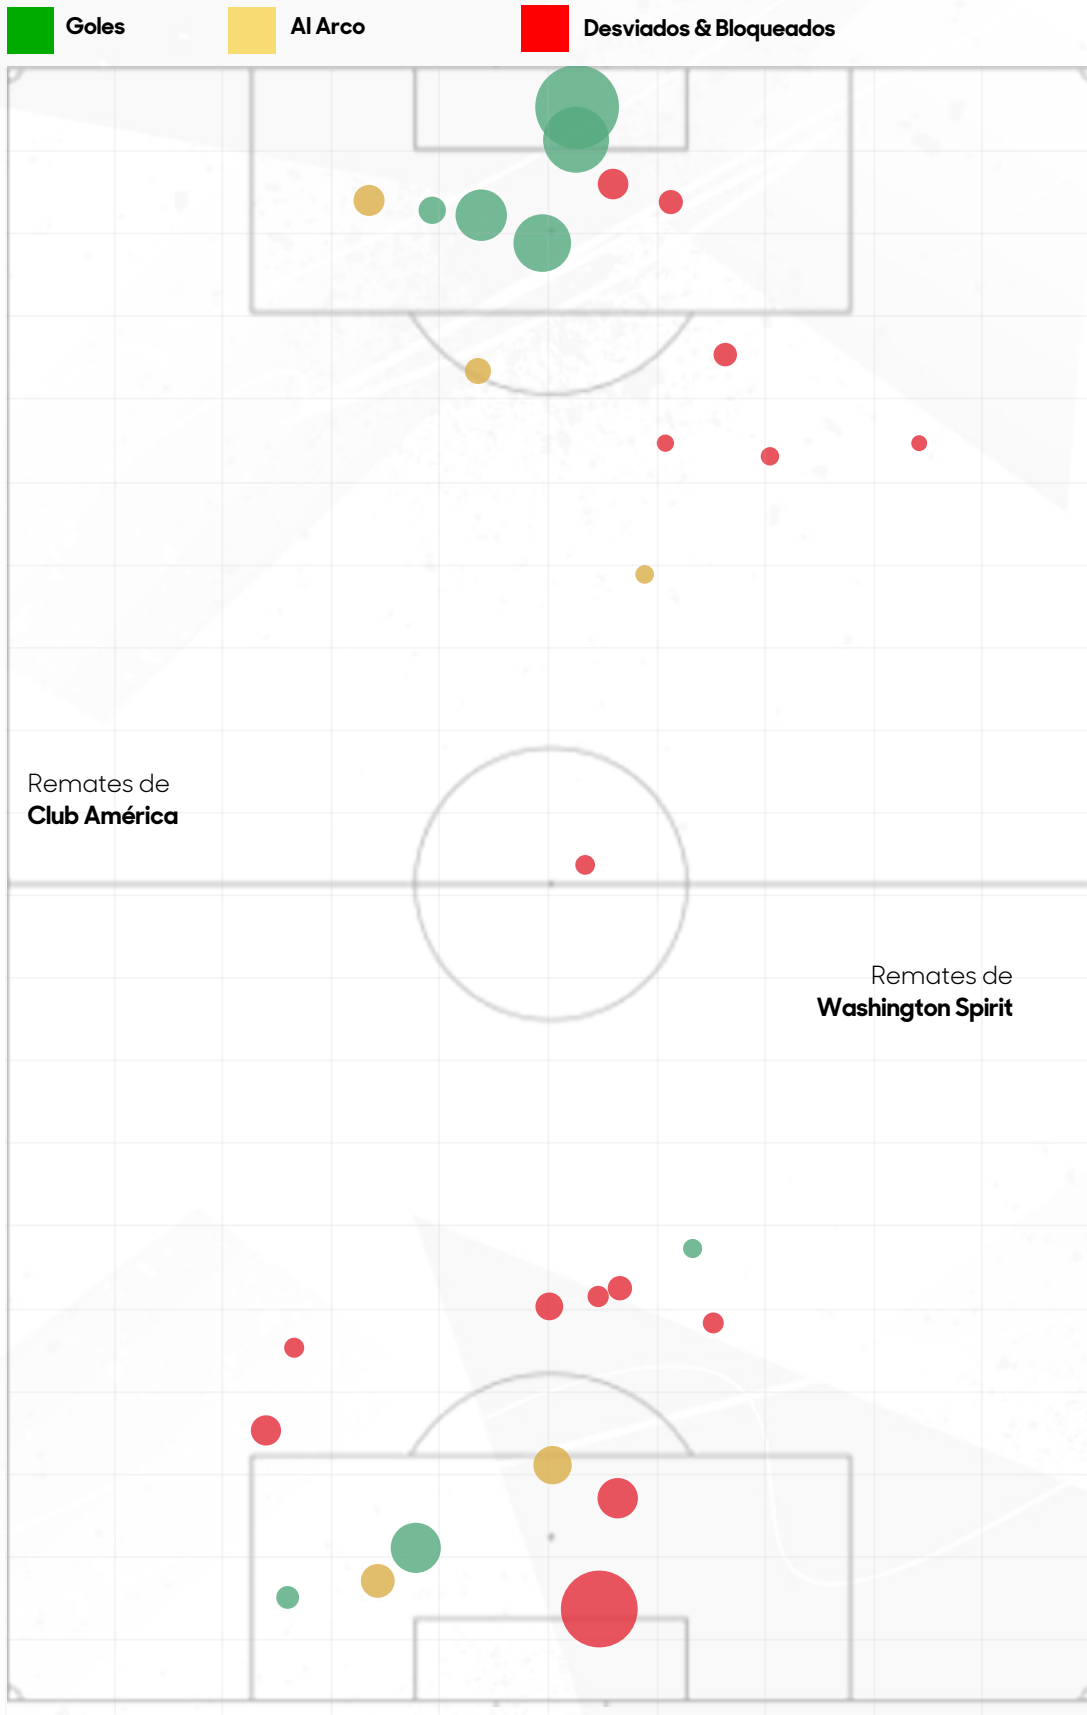 Goles
Al Arco
Desviados & Bloqueados
Remates de
Club América
Remates de
Washington Spirit